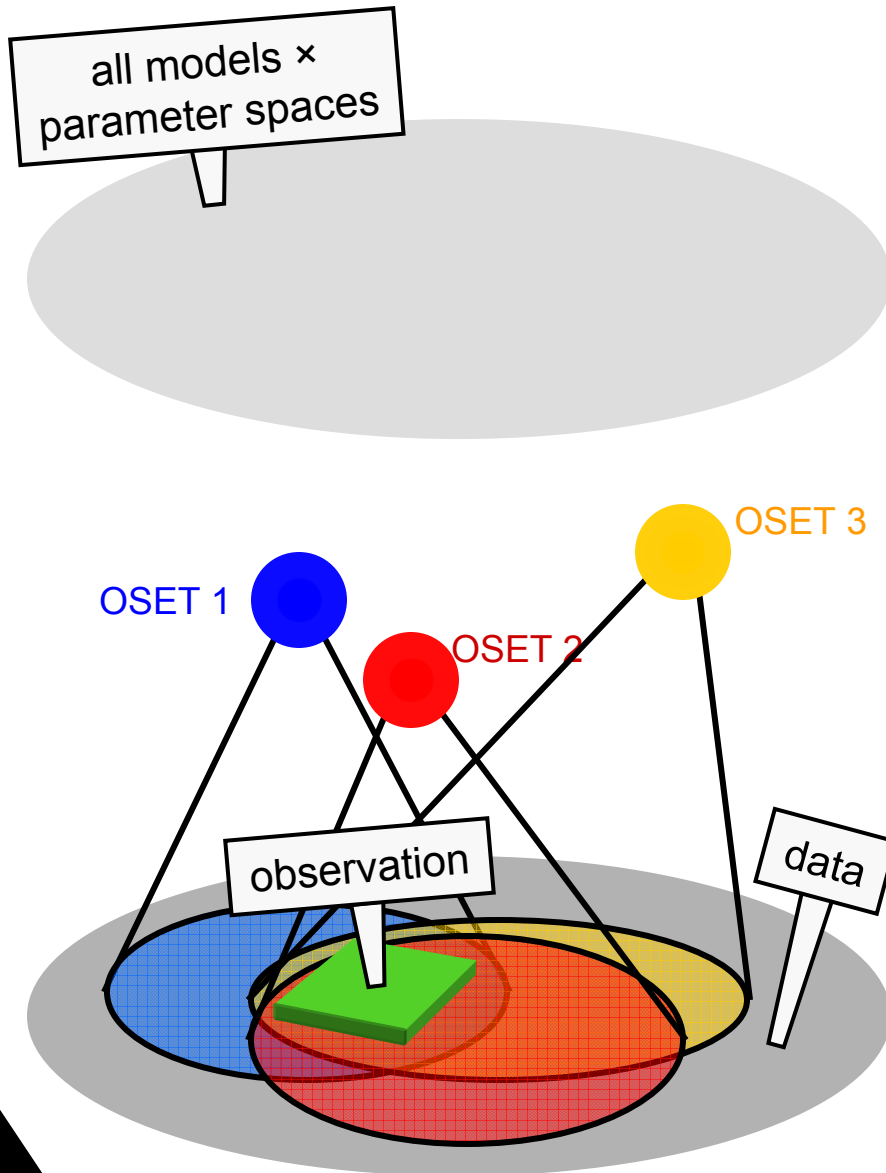 all models ×
parameter spaces
OSET 3
OSET 1
OSET 2
observation
data